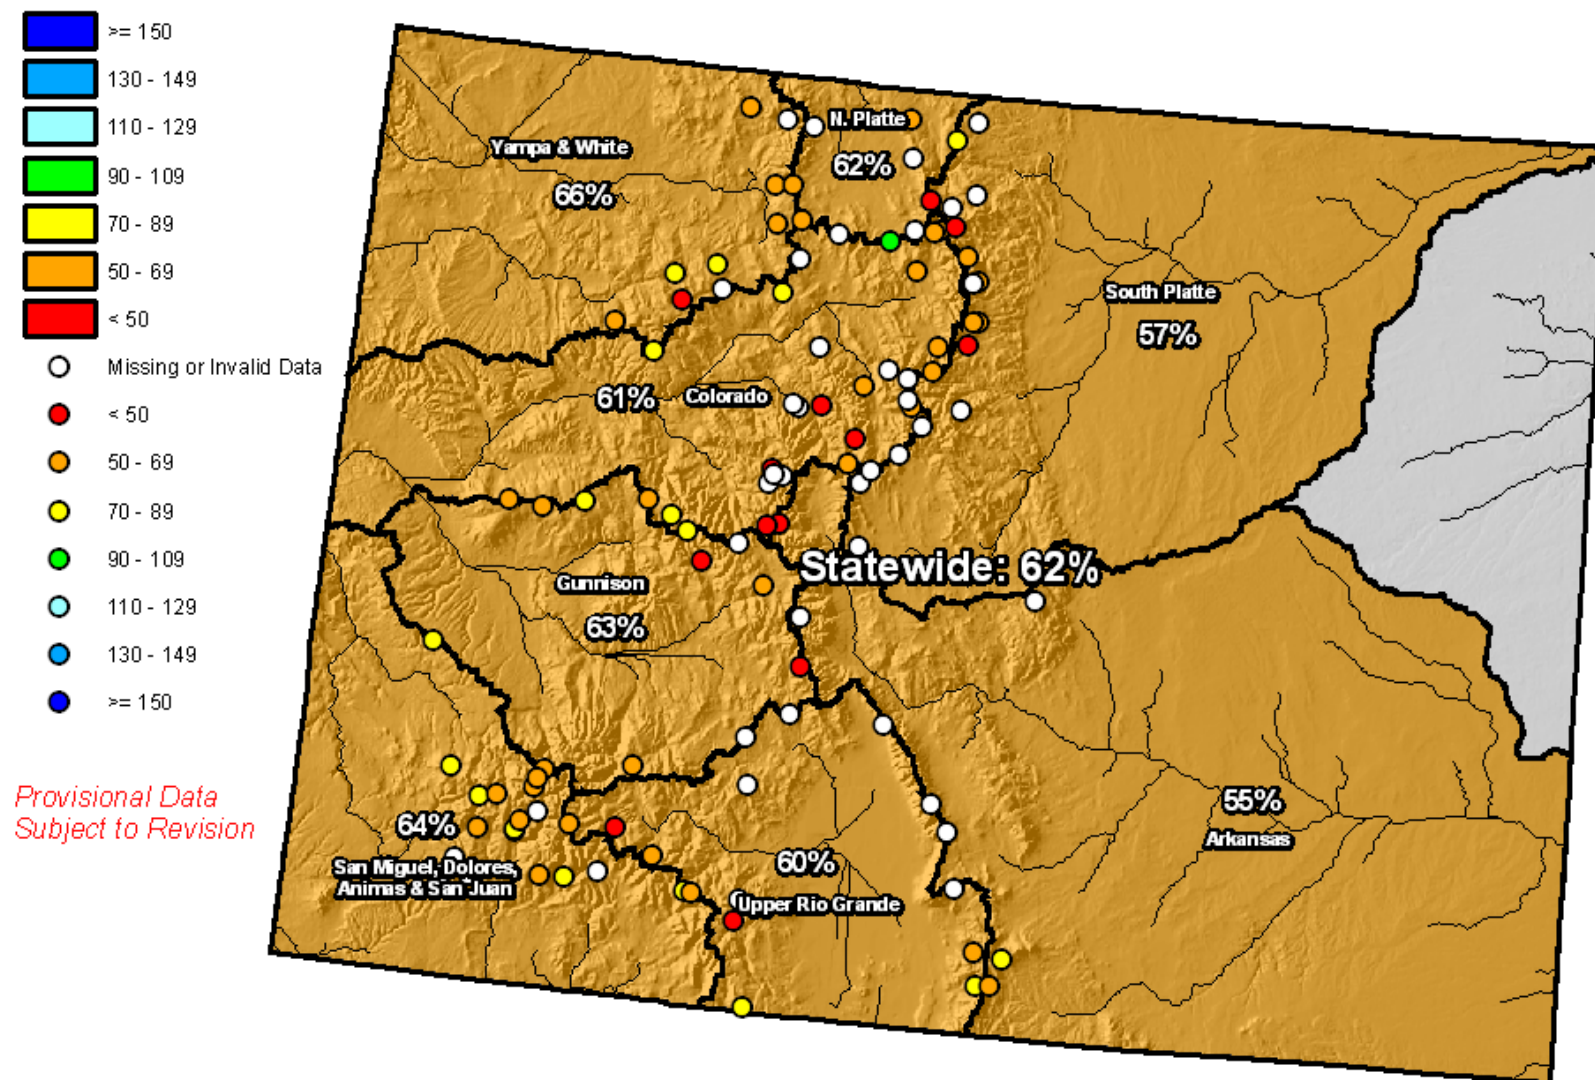 >= 150
130 - 149
110 - 129
90 - 109
70 - 89
50 - 69
< 50
Missing or Invalid Data
< 50
50 - 69
70 - 89
90 - 109
110 - 129
130 - 149
>= 150
Provisional Data
Subject to Revision
N. Platte
62%
Yampa & White
66%
South Platte
57%
61%
Colorado
Statewide: 62%
Gunnison
63%
64%
San Miguel, Dolores,
Animas & San Juan
60%
Upper Rio Grande
55%
Arkansas